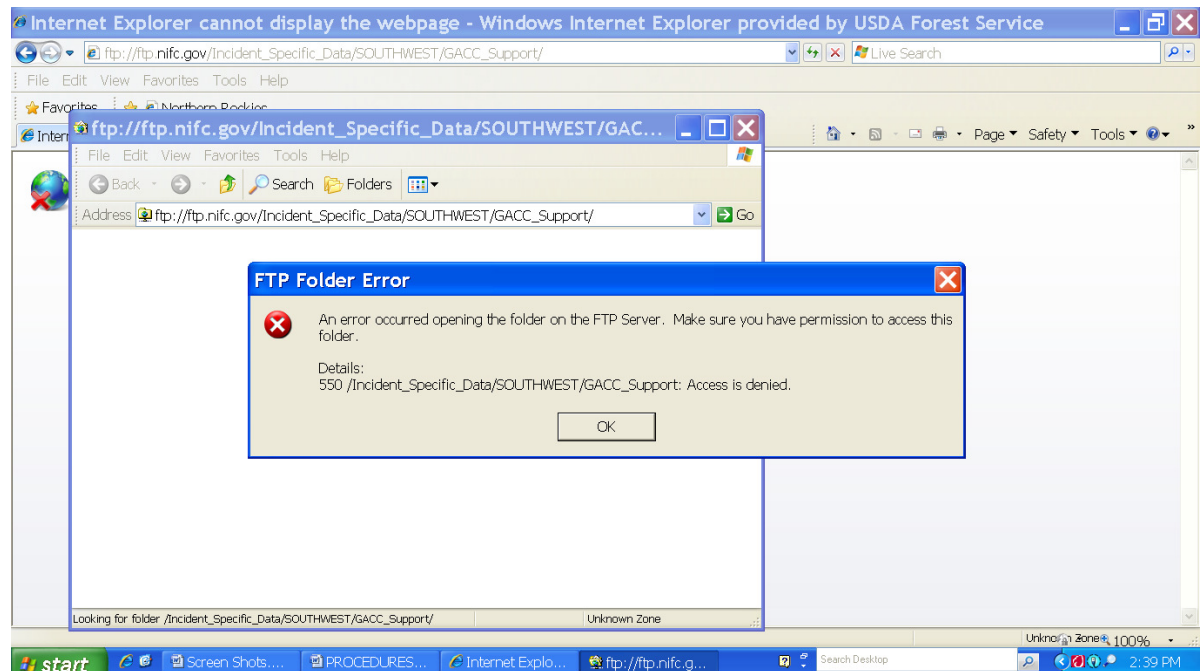 Internet Explorer cannot display the webpage - Windows Internet Explorer provided by USDA Forest Service
ftp://ftp.nifc.gov/Incident_Specific_Data/SOUTHWEST/GACC_Support/
Live Search
File Edit View Favorites Tools Help
Favorites Northern Rockies
Intern
Page Safety Tools
ftp://ftp.nifc.gov/Incident_Specific_Data/SOUTHWEST/GAC...
File Edit View Favorites Tools Help
Back Search Folders
Address ftp://ftp.nifc.gov/Incident_Specific_Data/SOUTHWEST/GACC_Support/ Go
FTP Folder Error
An error occurred opening the folder on the FTP Server. Make sure you have permission to access this
folder.
Details:
550 /Incident_Specific_Data/SOUTHWEST/GACC_Support: Access is denied.
OK
Looking for folder /Incident_Specific_Data/SOUTHWEST/GACC_Support/ Unknown Zone
100%
start Screen Shots.... PROCEDURES... Internet Explo... ftp://ftp.nifc.g... Search Desktop 2:39 PM